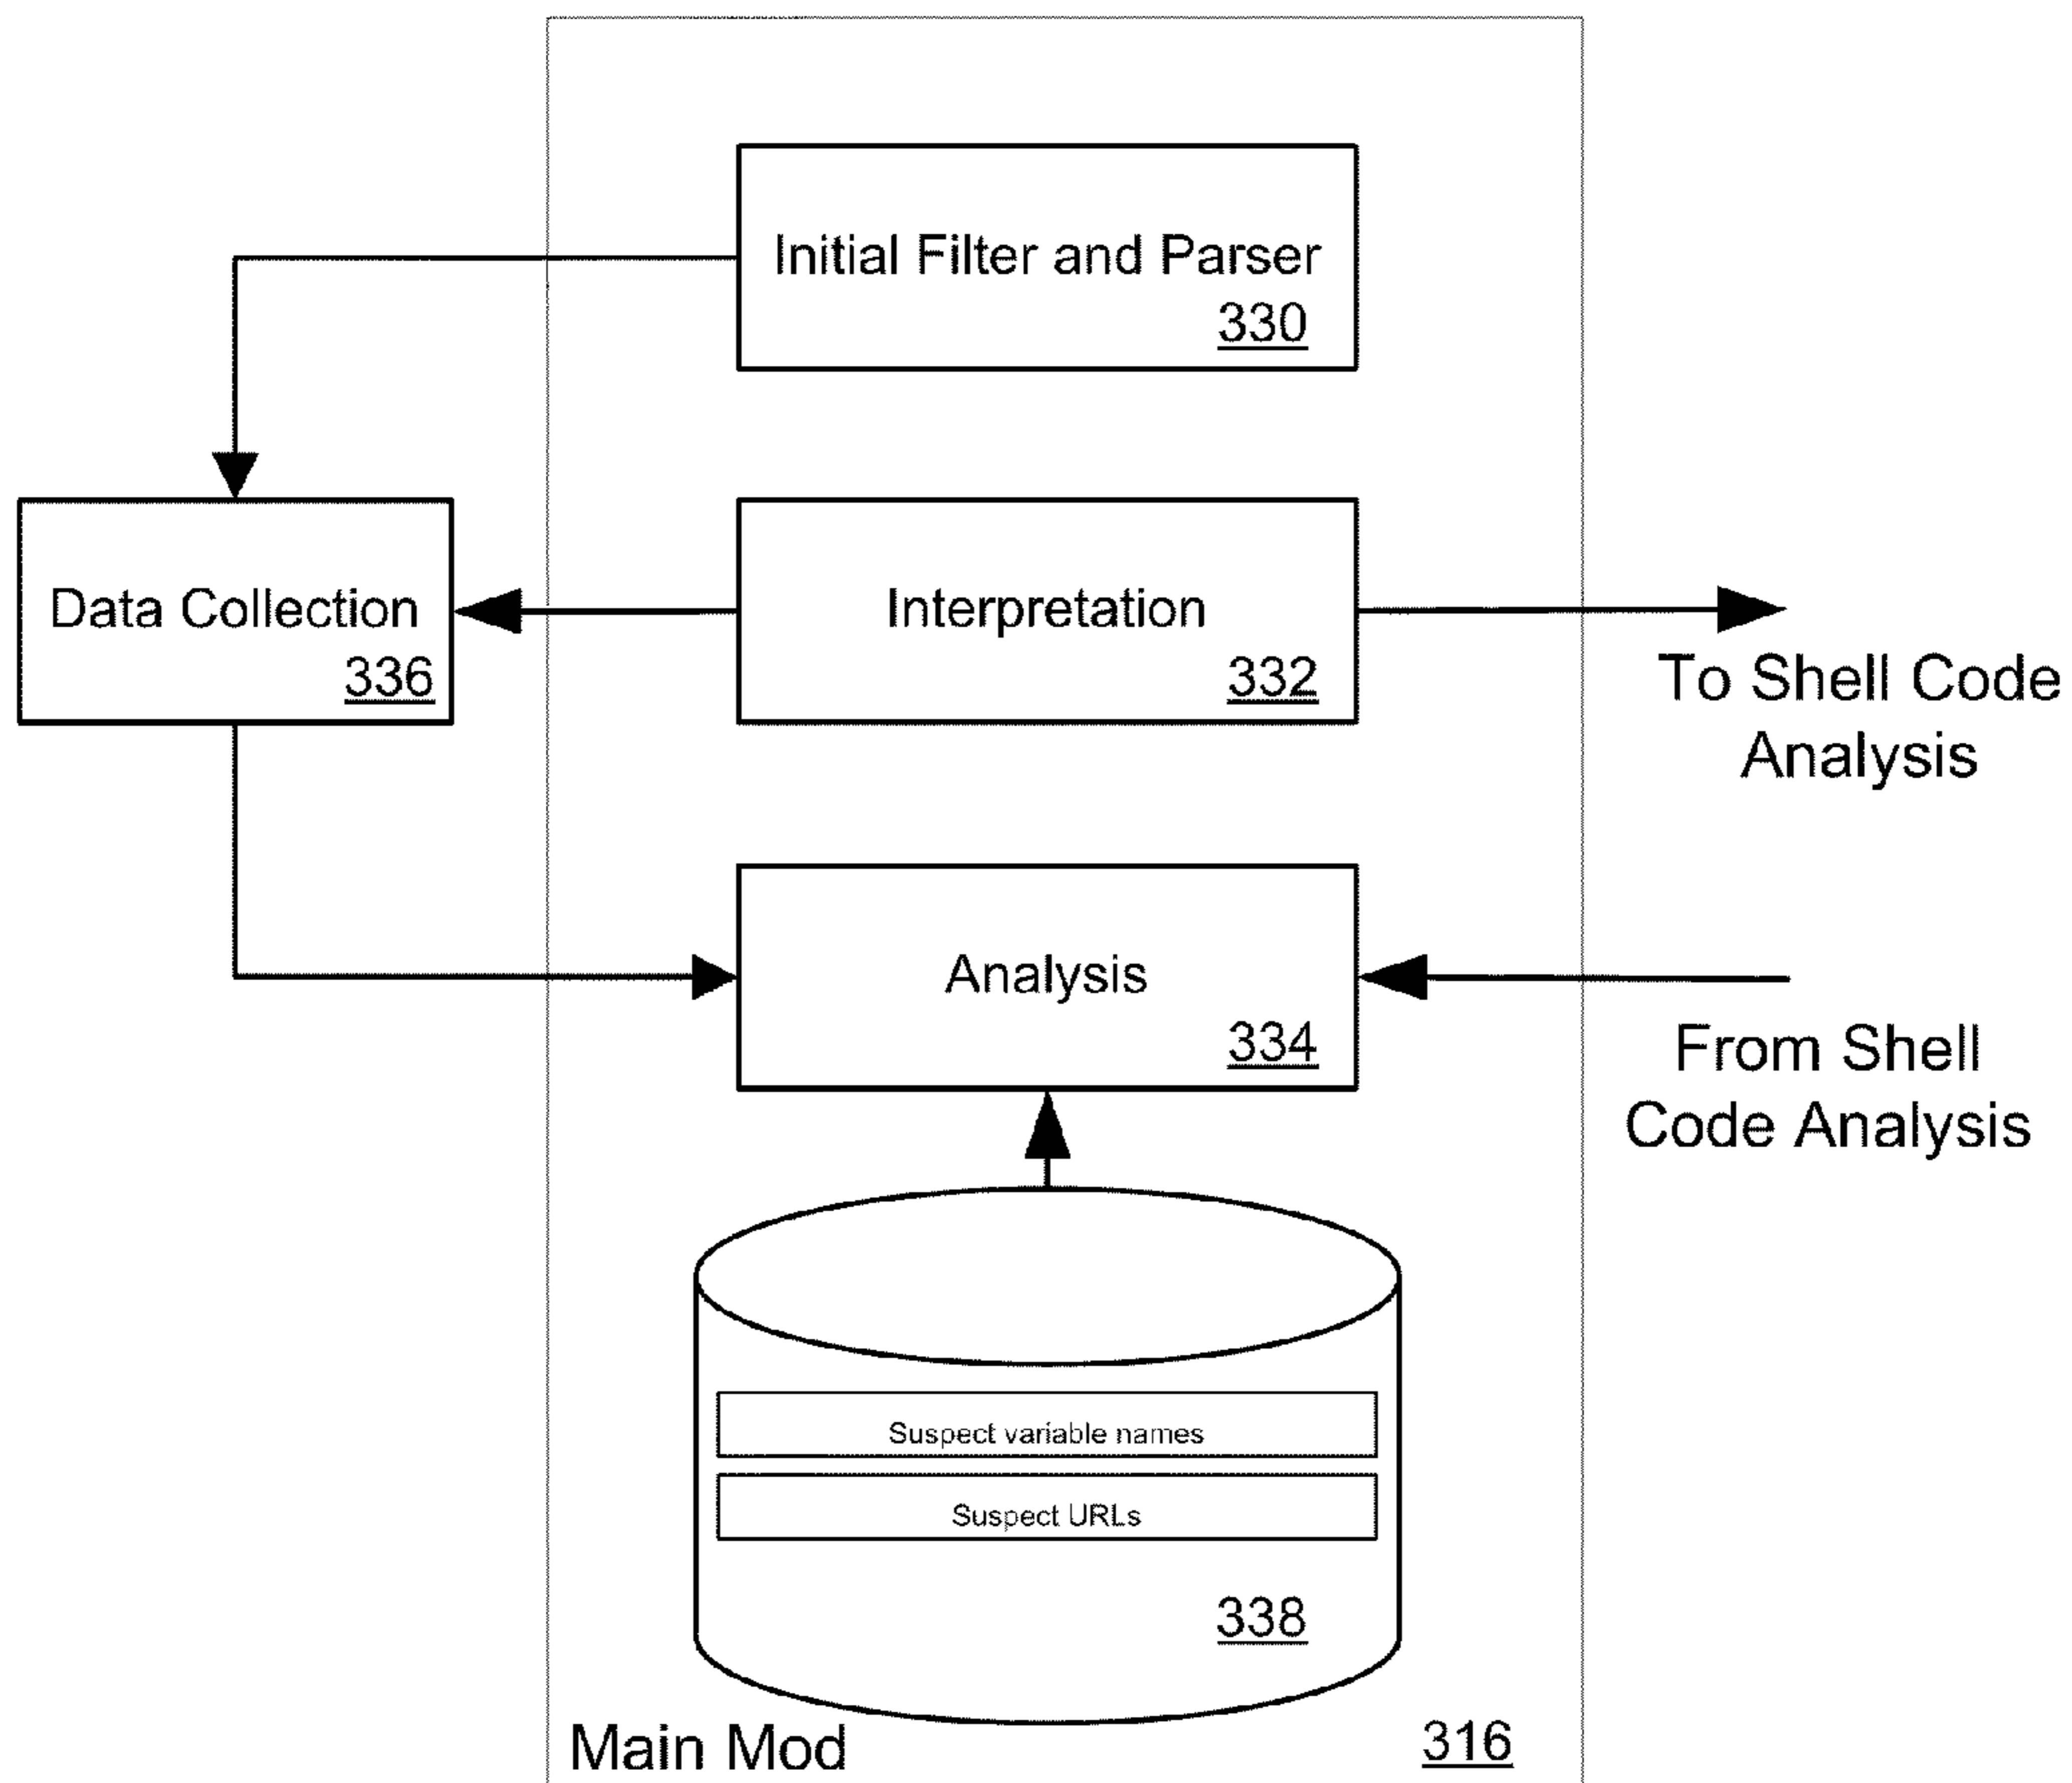 Initial Filter and Parser
330
Data Collection
336
Interpretation
332
To Shell Code
Analysis
Analysis
334
From Shell
Code Analysis
Suspect variable names
Suspect URLs
338
Main Mod
316